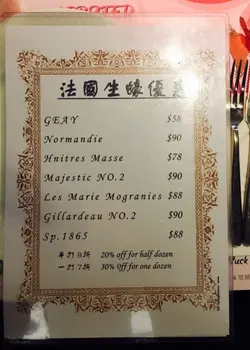 法國生蠔優惠
GEAY $58
Normandie $90
Hnitres Masse $78
Majestic NO.2 $90
Les Marie Mogranies $88
Gillardeau NO.2 $90
Sp.1865 $88
半打8折 20% off for half dozen
一打7折 30% Off for one dozen